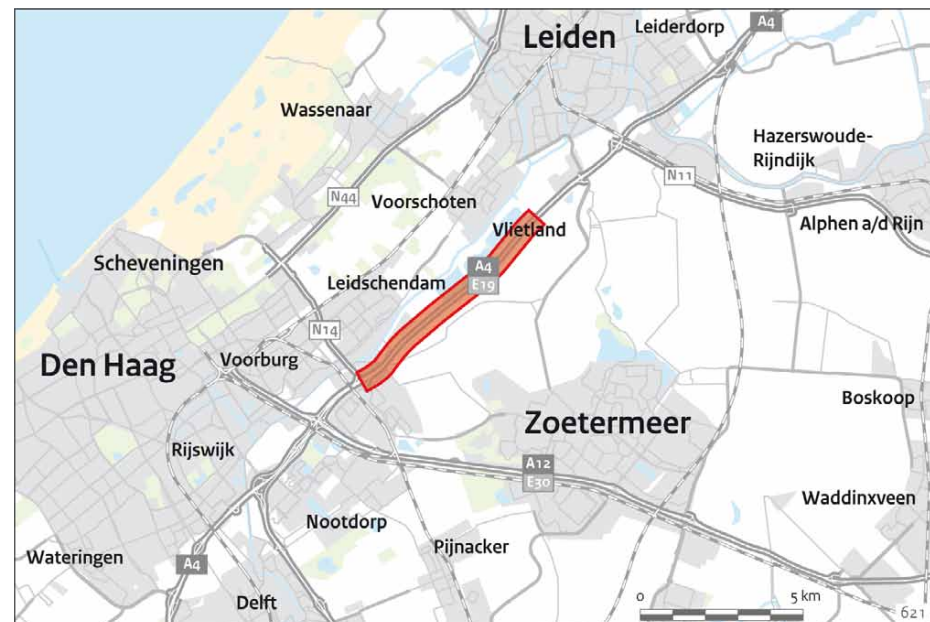 A4
Leiden
Leiderdorp
Wassenaar
Hazerswoude-
Rijndijk
N11
N44
Voorschoten
Vlietland
Alphen a/d Rijn
Scheveningen
A4
E19
Leidschendam
N14
Den Haag
Voorburg
Boskoop
Zoetermeer
Rijswijk
A12
E30
Waddinxveen
Nootdorp
Pijnacker
Wateringen
A4
Delft
0 5 km
621